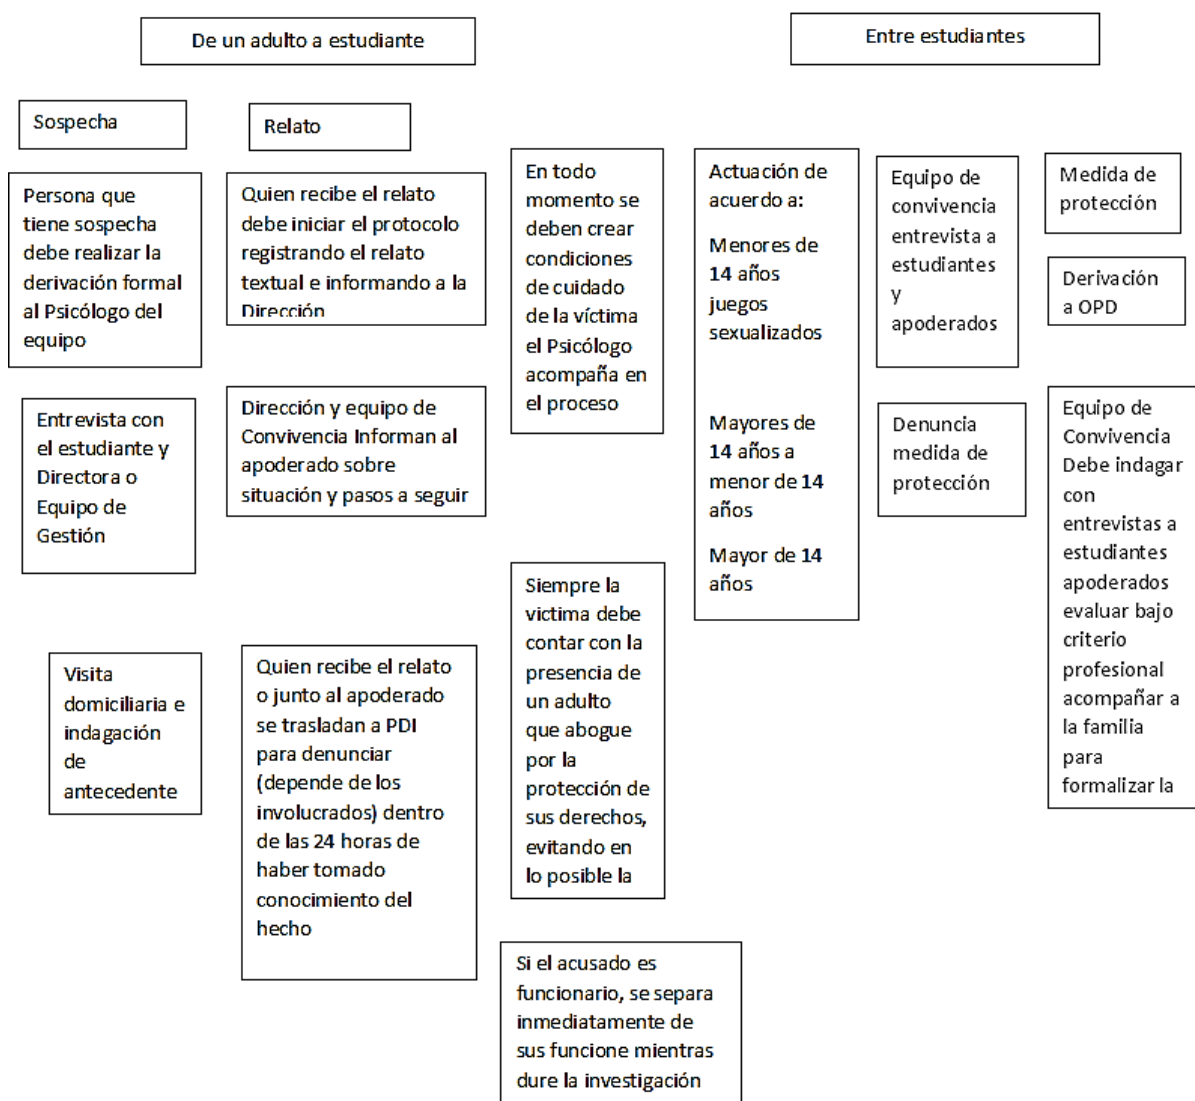 De un adulto a estudiante
Entre estudiantes
Sospecha
Relato
Persona que
tiene sospecha
debe realizar la
derivación formal
al Psicólogo del
equipo
Quien recibe el relato
debe iniciar el protocolo
registrando el relato
textual e informando a la
Dirección
En todo
momento se
deben crear
condiciones
de cuidado
de la víctima
el Psicólogo
acompaña en
el proceso
Actuación de
acuerdo a:
Menores de
14 años
juegos
sexualizados
Mayores de
14 años a
menor de 14
años
Mayor de 14
años
Equipo de
convivencia
entrevista a
estudiantes
y
apoderados
Medida de
protección
Derivación
a OPD
Entrevista con
el estudiante y
Directora o
Equipo de
Gestión
Dirección y equipo de
Convivencia Informan al
apoderado sobre
situación y pasos a seguir
Denuncia
medida de
protección
Equipo de
Convivencia
Debe indagar
con
entrevistas a
estudiantes
apoderados
evaluar bajo
criterio
profesional
acompañar a
la familia
para
formalizar la
Visita
domiciliaria e
indagación
de
antecedente
Quien recibe el relato
o junto al apoderado
se trasladan a PDI
para denunciar
(depende de los
involucrados) dentro
de las 24 horas de
haber tomado
conocimiento del
hecho
Siempre la
victima debe
contar con la
presencia de
un adulto
que abogue
por la
protección de
sus derechos,
evitando en
lo posible la
Si el acusado es
funcionario, se separa
inmediatamente de
sus funcione mientras
dure la investigación